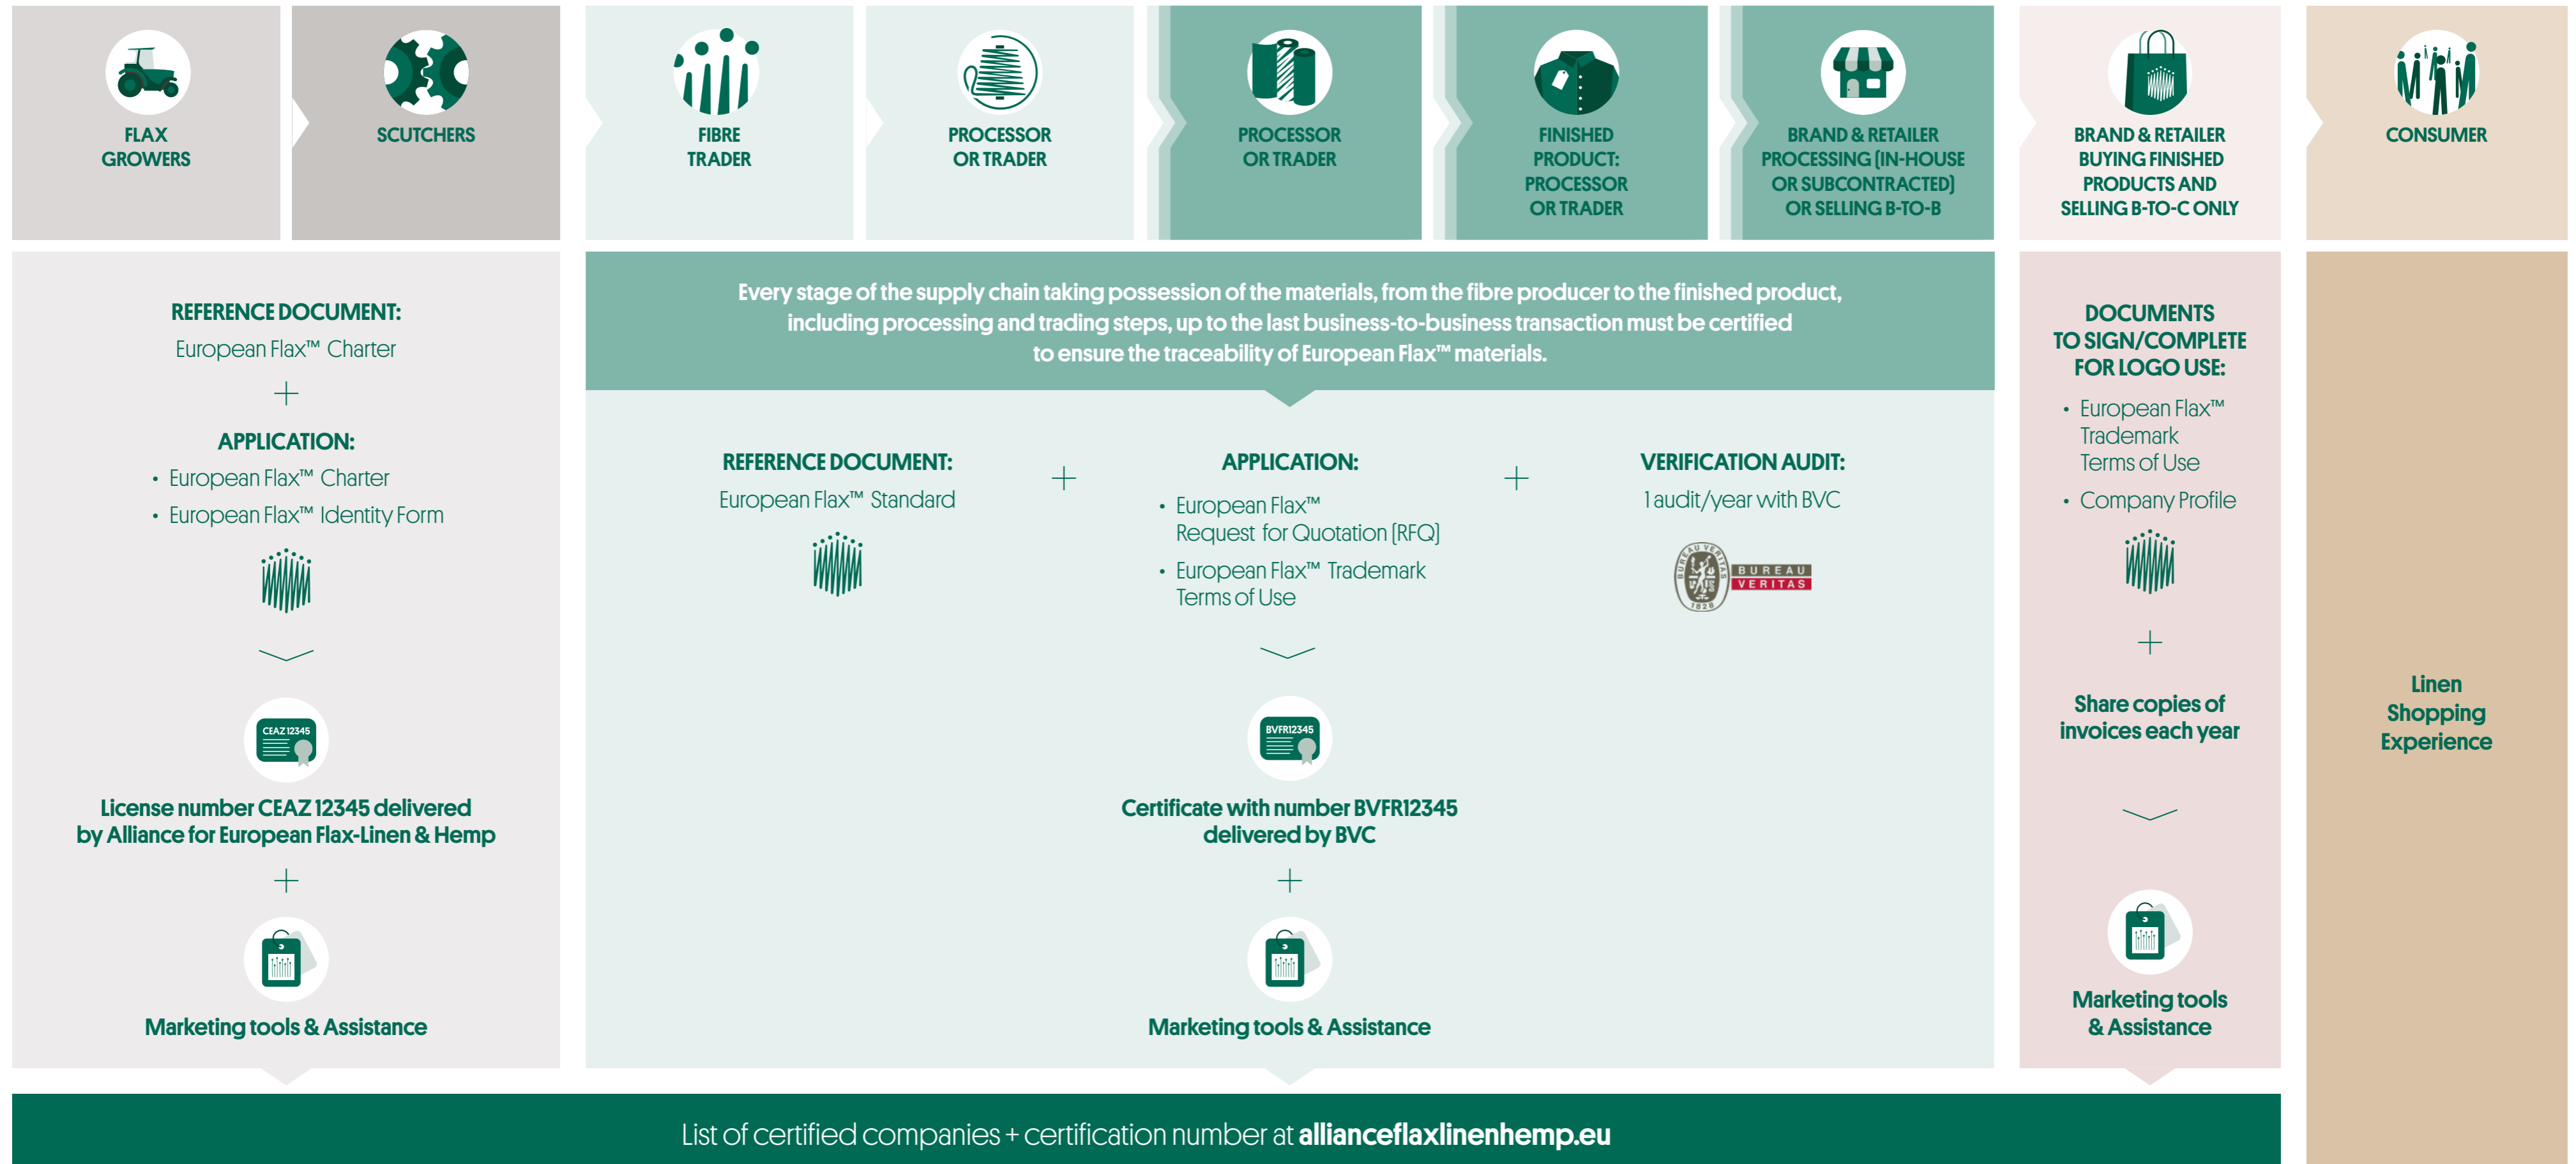 FLAX
GROWERS
SCUTCHERS
FIBRE
TRADER
PROCESSOR
OR TRADER
PROCESSOR
OR TRADER
FINISHED
PRODUCT:
PROCESSOR
OR TRADER
BRAND & RETAILER
PROCESSING (IN-HOUSE
OR SUBCONTRACTED)
OR SELLING B-TO-B
BRAND & RETAILER
BUYING FINISHED
PRODUCTS AND
SELLING B-TO-C ONLY
CONSUMER
REFERENCE DOCUMENT:
European Flax™ Charter
+
APPLICATION:
• European Flax™ Charter
• European Flax™ Identity Form
CEAZ 12345
License number CEAZ 12345 delivered
by Alliance for European Flax-Linen & Hemp
+
Marketing tools & Assistance
Every stage of the supply chain taking possession of the materials, from the fibre producer to the finished product,
including processing and trading steps, up to the last business-to-business transaction must be certified
to ensure the traceability of European Flax™ materials.
REFERENCE DOCUMENT:
European Flax™ Standard
+
APPLICATION:
• European Flax™
Request for Quotation (RFQ)
• European Flax™ Trademark
Terms of Use
+
VERIFICATION AUDIT:
1 audit/year with BVC
BUREAU VERITAS
1828
BUREAU
VERITAS
BVFR12345
Certificate with number BVFR12345
delivered by BVC
+
Marketing tools & Assistance
DOCUMENTS
TO SIGN/COMPLETE
FOR LOGO USE:
• European Flax™
Trademark
Terms of Use
• Company Profile
+
Share copies of
invoices each year
Marketing tools
& Assistance
Linen
Shopping
Experience
List of certified companies + certification number at allianceflaxlinenhemp.eu